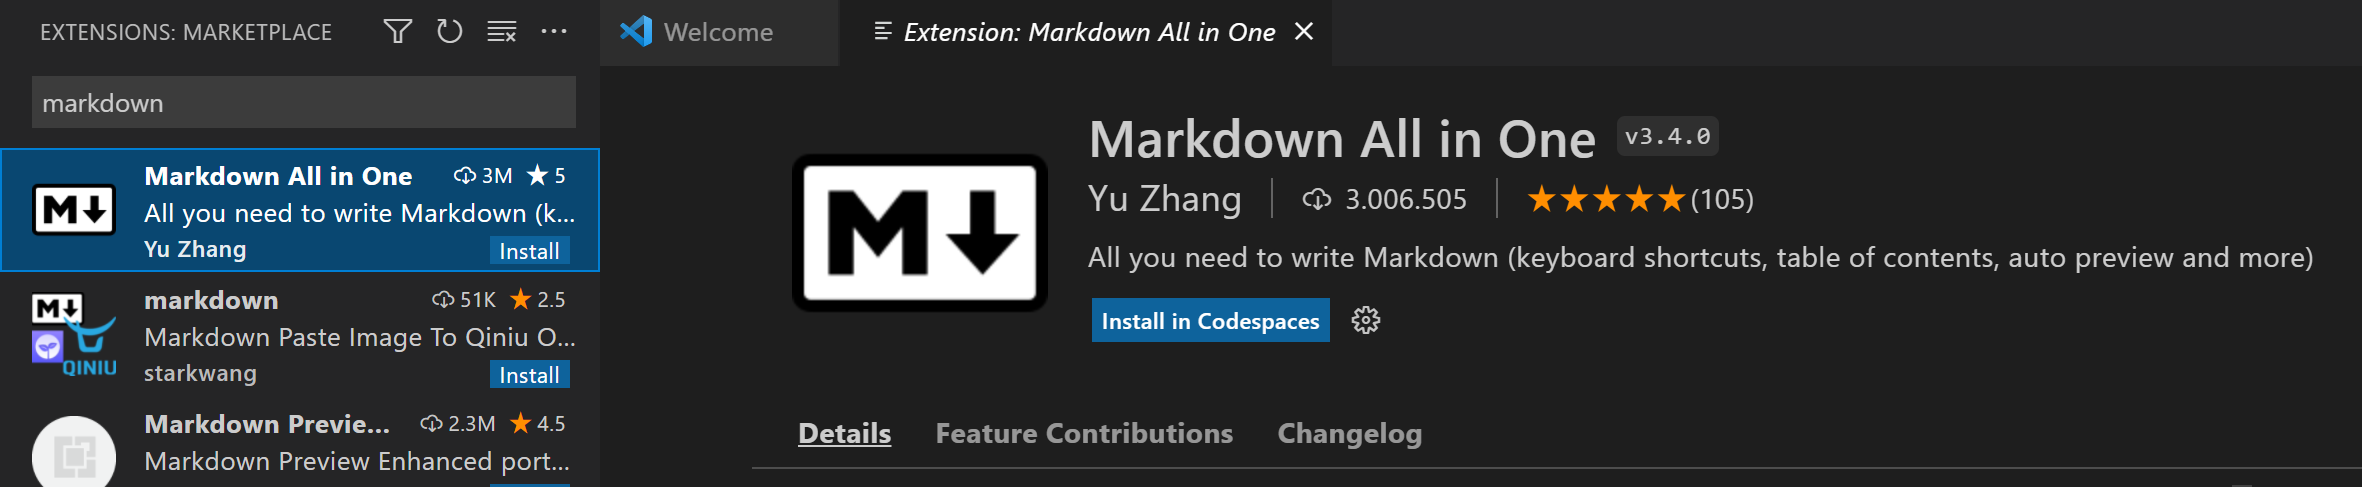 EXTENSIONS: MARKETPLACE
markdown
Markdown All in One 3M ★ 5
All you need to write Markdown (k...
Yu Zhang Install
markdown 51K ★ 2.5
Markdown Paste Image To Qiniu O...
starkwang Install
QINIU
Markdown Previe... 2.3M ★ 4.5
Markdown Preview Enhanced port...
Welcome
Extension: Markdown All in One
Markdown All in One v3.4.0
Yu Zhang 3.006.505 ★★★★★(105)
All you need to write Markdown (keyboard shortcuts, table of contents, auto preview and more)
Install in Codespaces
Details Feature Contributions Changelog